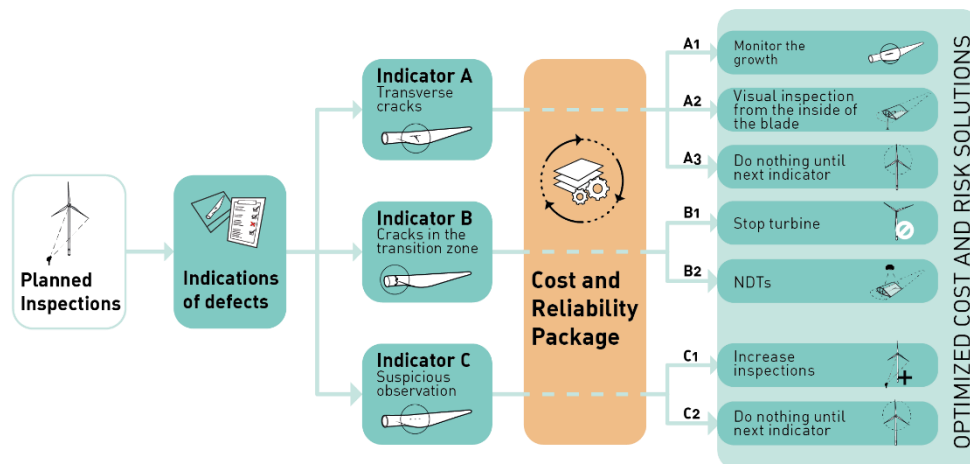 Planned
Inspections
Indications
of defects
Indicator A
Transverse
cracks
Indicator B
Cracks in the
transition zone
Indicator C
Suspicious
observation
Cost and
Reliability
Package
A1
Monitor the
growth
A2
Visual inspection
from the inside of
the blade
A3
Do nothing until
next indicator
B1
Stop turbine
B2
NDTs
C1
Increase
inspections
C2
Do nothing until
next indicator
OPTIMIZED COST AND RISK SOLUTIONS